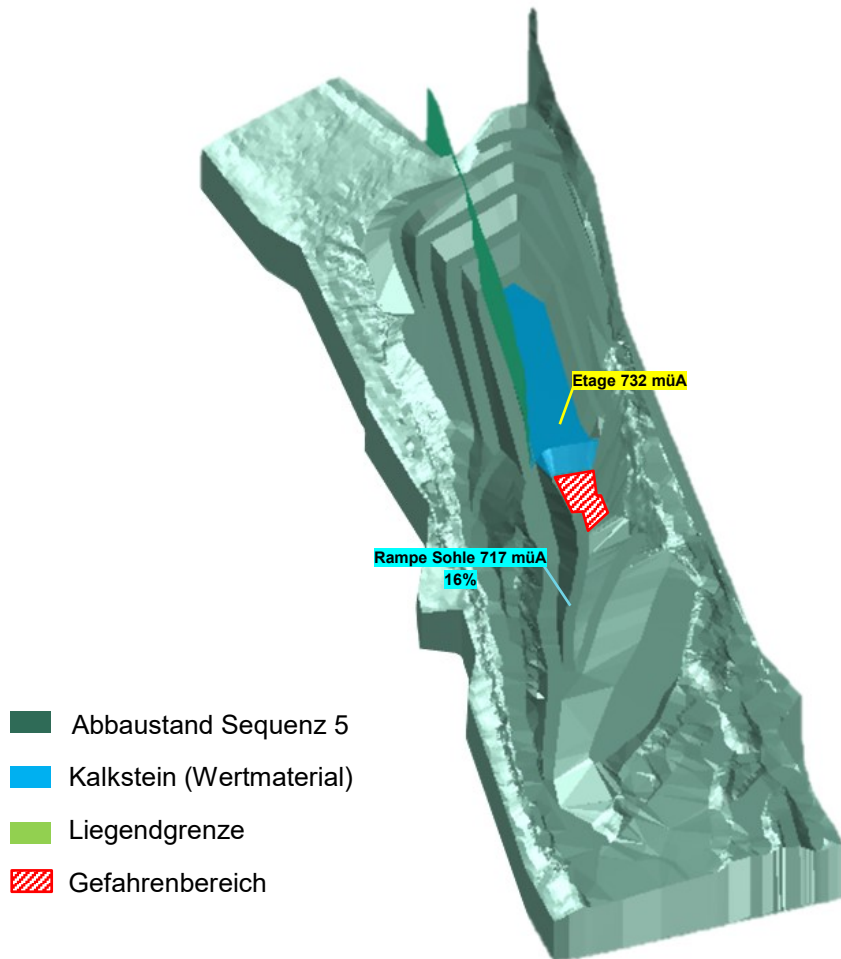 Etage 732 müA
Rampe Sohle 717 müA
16%
Abbaustand Sequenz 5
Kalkstein (Wertmaterial)
Liegendgrenze
Gefahrenbereich